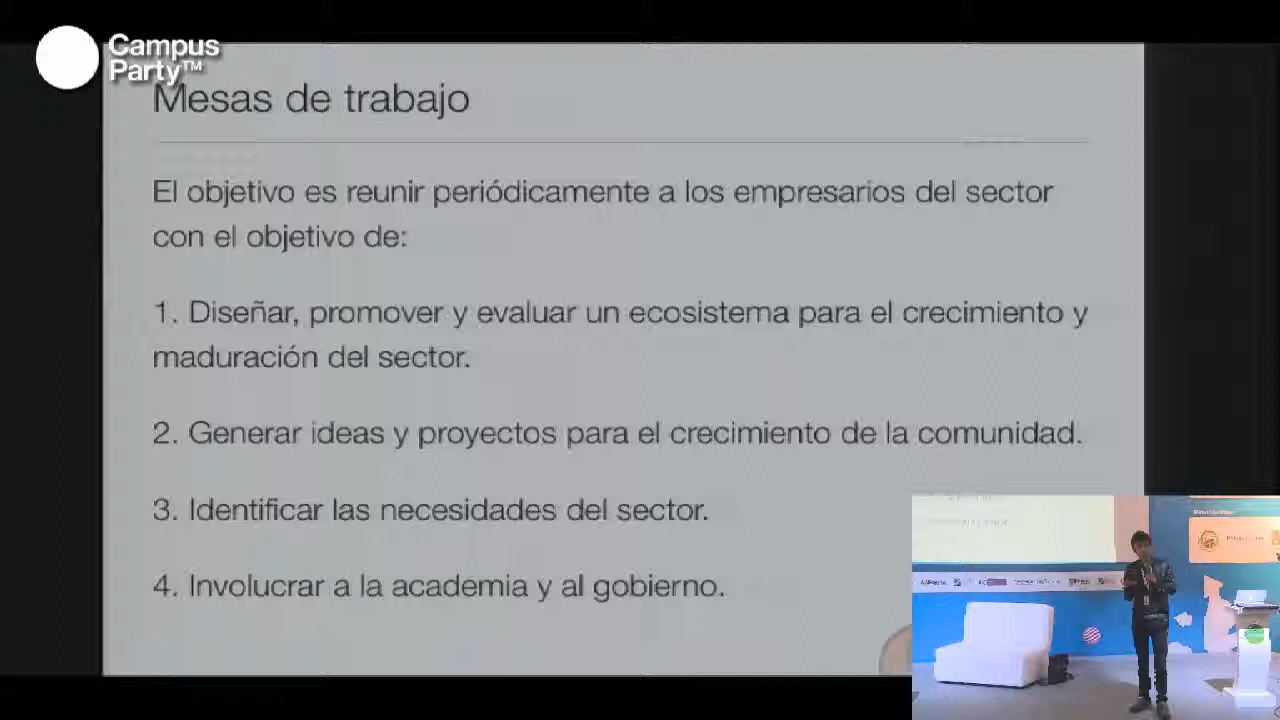 Campus
Party™
Mesas de trabajo
El objetivo es reunir periódicamente a los empresarios del sector
con el objetivo de:
1. Diseñar, promover y evaluar un ecosistema para el crecimiento y
maduración del sector.
2. Generar ideas y proyectos para el crecimiento de la comunidad.
3. Identificar las necesidades del sector.
4. Involucrar a la academia y al gobierno.